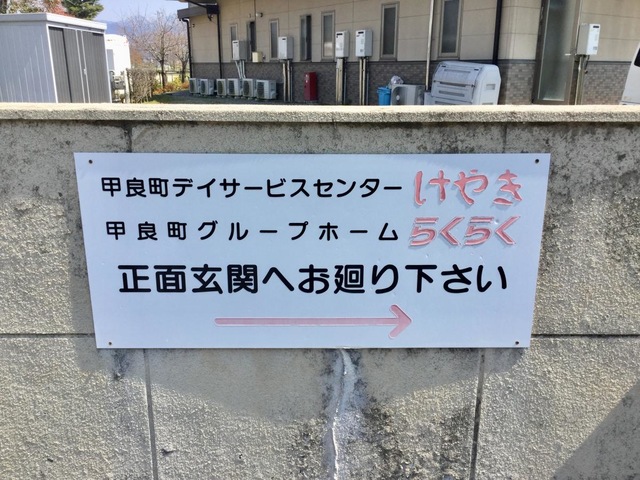 甲良町デイサービスセンター けやき
甲良町グループホーム らくらく
正面玄関へお廻り下さい